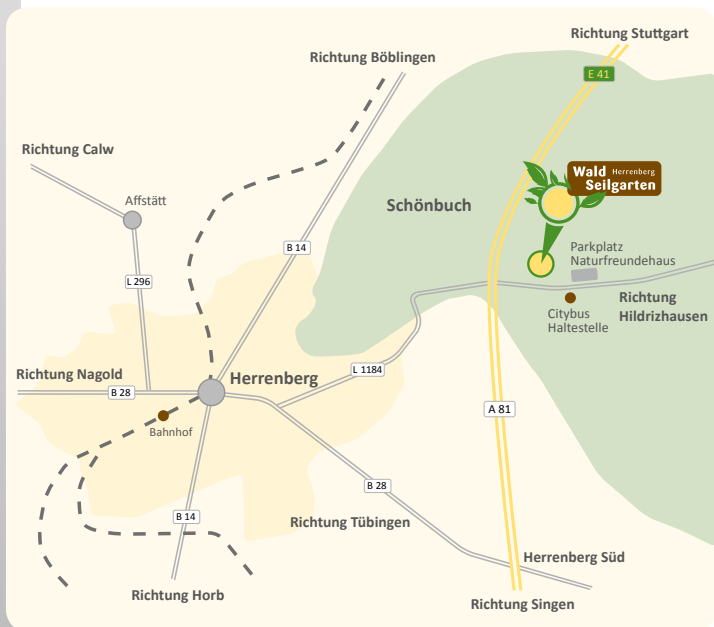 Richtung Stuttgart
Richtung Böblingen
E 41
Richtung Calw
Wald Herrenberg
Seilgarten
Affstätt
Schönbuch
B 14
Parkplatz
Naturfreundehaus
L 296
Richtung
Hildrizhausen
Citybus
Haltestelle
L 1184
Richtung Nagold
Herrenberg
B 28
A 81
Bahnhof
B 28
B 14
Richtung Tübingen
Herrenberg Süd
Richtung Horb
Richtung Singen